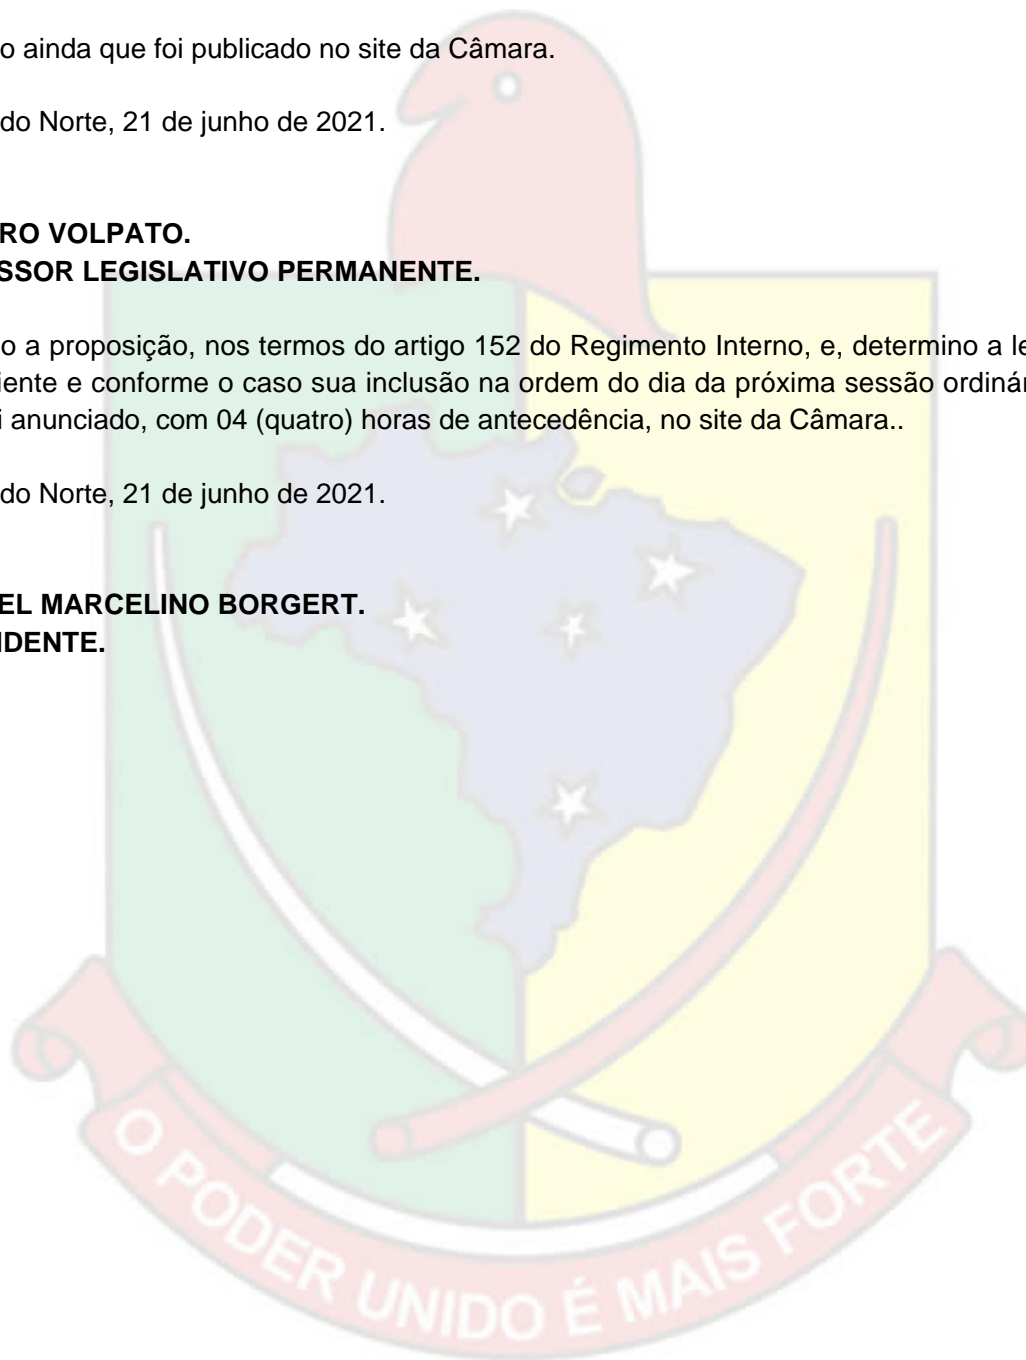 o ainda que foi publicado no site da Câmara.
do Norte, 21 de junho de 2021.
RO VOLPATO.
SSOR LEGISLATIVO PERMANENTE.
o a proposição, nos termos do artigo 152 do Regimento Interno, e, determino a le
iente e conforme o caso sua inclusão na ordem do dia da próxima sessão ordinár
i anunciado, com 04 (quatro) horas de antecedência, no site da Câmara..
do Norte, 21 de junho de 2021.
EL MARCELINO BORGERT.
IDENTE.
O PODER UNIDO É MAIS FORTE